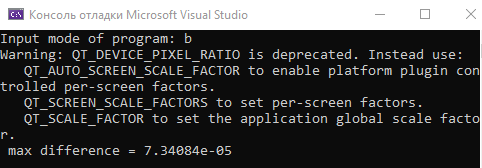 Консоль отладки Microsoft Visual Studio
Input mode of program: b
Warning: QT_DEVICE_PIXEL_RATIO is deprecated. Instead use:
   QT_AUTO_SCREEN_SCALE_FACTOR to enable platform plugin con
trolled per-screen factors.
   QT_SCREEN_SCALE_FACTORS to set per-screen factors.
   QT_SCALE_FACTOR to set the application global scale facto
r.
 max difference = 7.34084e-05